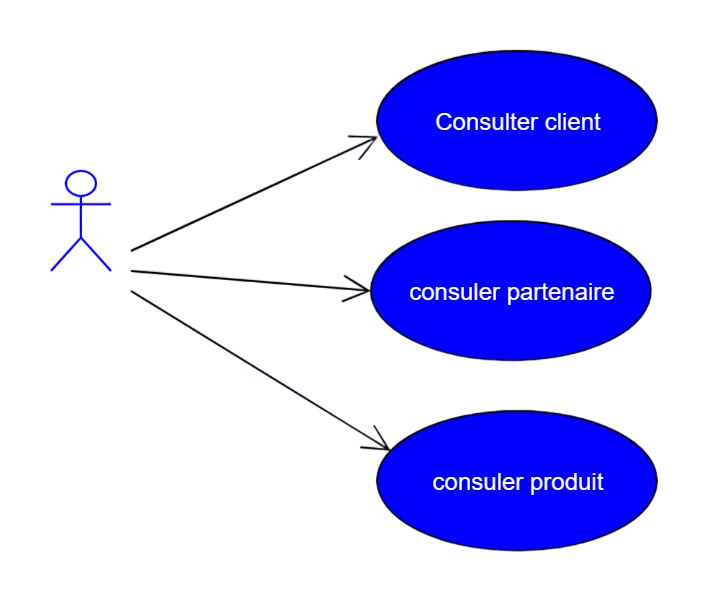 Consulter client
consuler partenaire
consuler produit